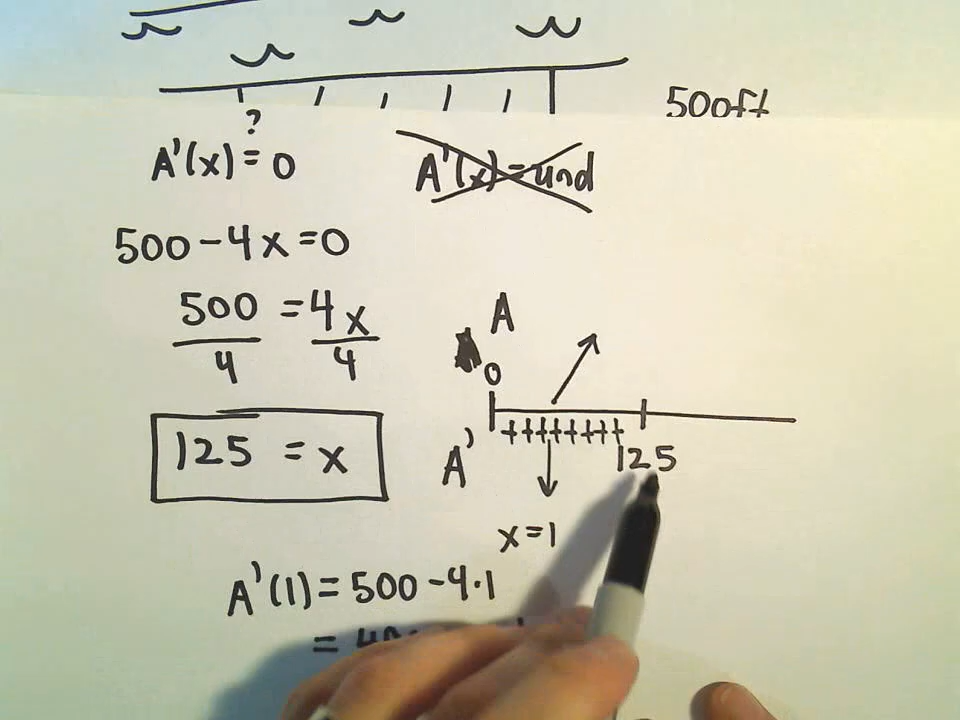 500ft
?
A'(x) = 0
A'(x) = und
500 - 4x = 0
500 = 4x
4 4
125 = x
A
0
+ + + + + + + +
A'
125
x = 1
A'(1) = 500 - 4·1
=